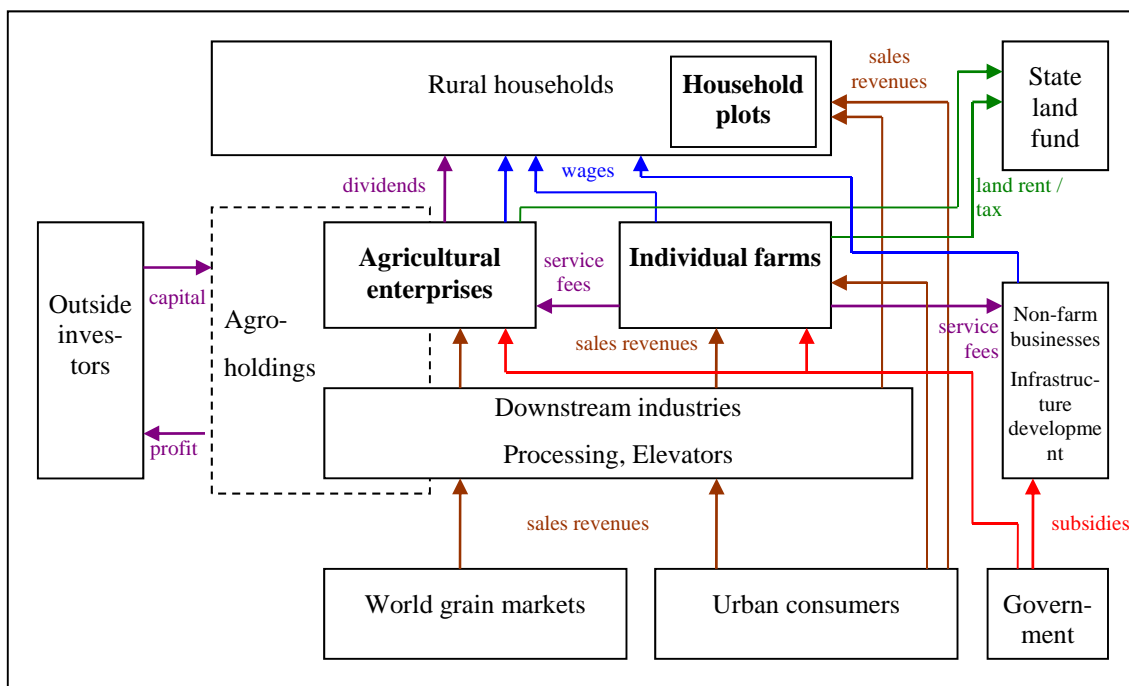 Rural households
Household
plots
sales
revenues
State
land
fund
dividends
wages
land rent /
tax
Outside
inves-
tors
capital
profit
Agro-
holdings
Agricultural
enterprises
service
fees
Individual farms
service
fees
Non-farm
businesses
Infrastruc-
ture
developme
nt
sales revenues
Downstream industries
Processing, Elevators
sales revenues
subsidies
World grain markets
Urban consumers
Govern-
ment